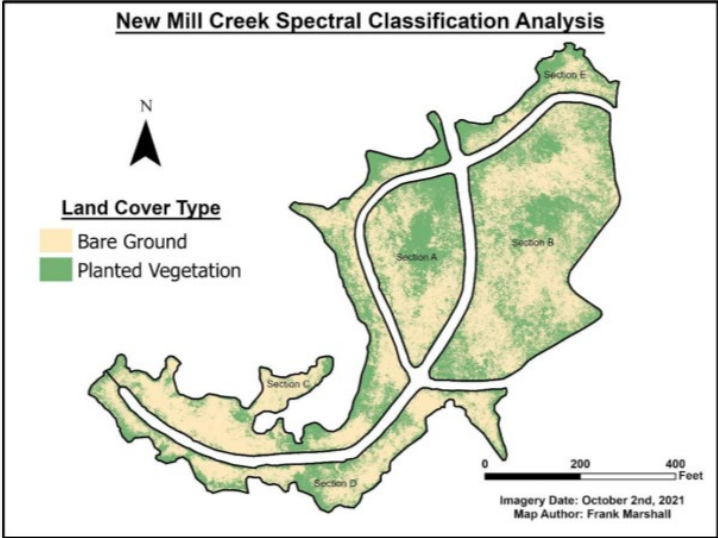 New Mill Creek Spectral Classification Analysis
Section E
N
Land Cover Type
Bare Ground
Planted Vegetation
Section B
Section A
Section C
Section D
0 200 400
Feet
Imagery Date: October 2nd, 2021
Map Author: Frank Marshall